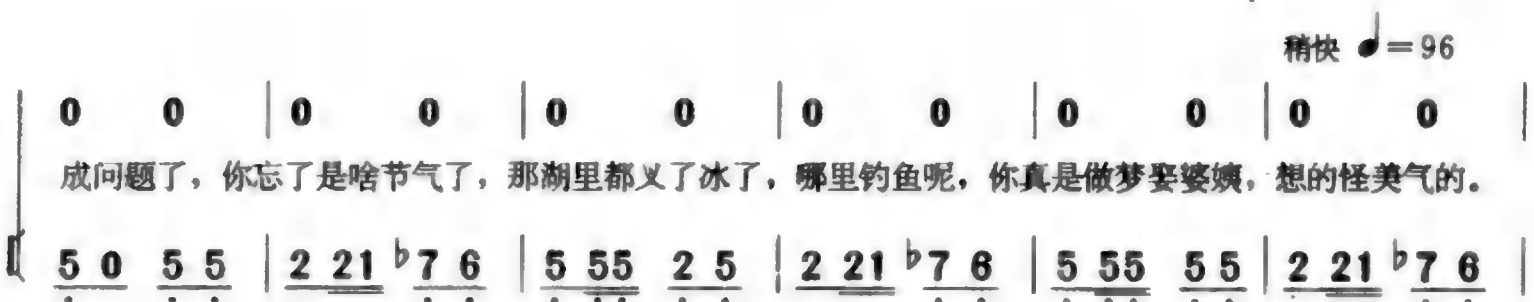 稍快 ♩=96
0 0 | 0 0 | 0 0 | 0 0 | 0 0 | 0 0 |
成问题了，你忘了是啥节气了，那湖里都义了冰了，哪里钓鱼呢，你真是做梦娶婆姨，想的怪美气的。
5 0 5 5 | 2 21 ♭7 6 | 5 55 2 5 | 2 21 ♭7 6 | 5 55 5 5 | 2 21 ♭7 6 |